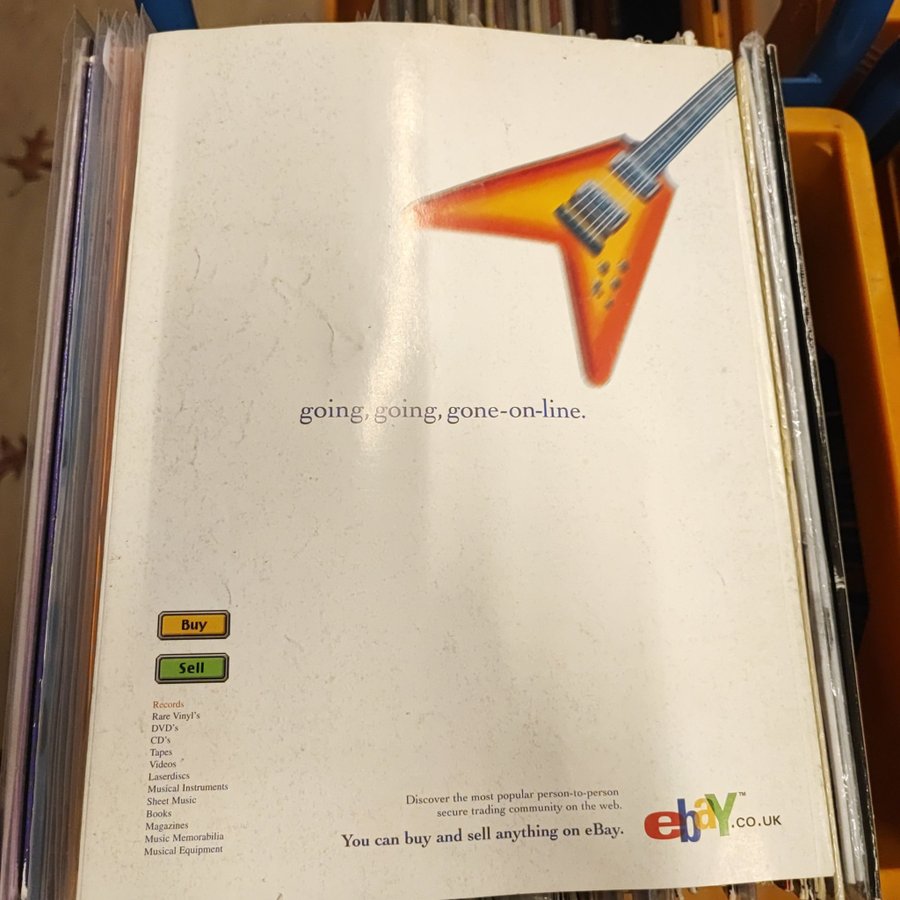 going, going, gone-on-line.
Buy
Sell
Records
Rare Vinyl's
DVD's
CD's
Tapes
Videos
Laserdiscs
Musical Instruments
Sheet Music
Books
Magazines
Music Memorabilia
Musical Equipment
Discover the most popular person-to-person
secure trading community on the web.
You can buy and sell anything on eBay.
ebaY™.CO.UK